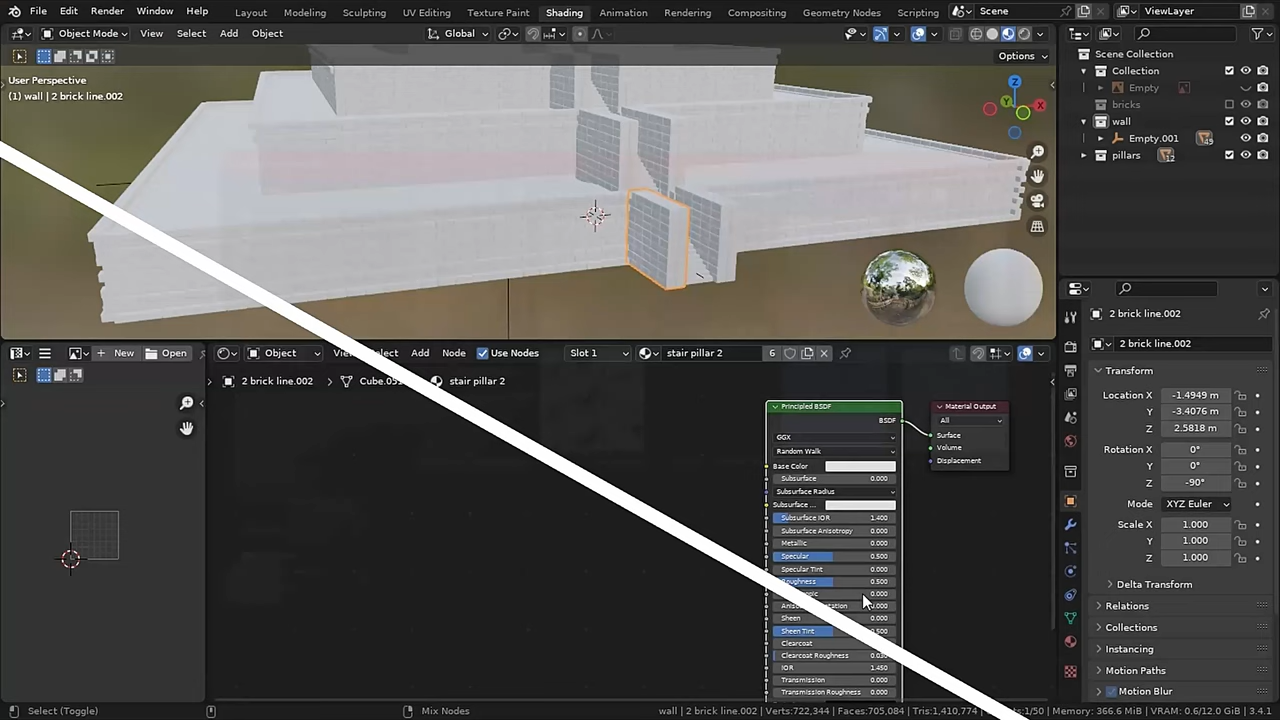 File Edit Render Window Help Layout Modeling Sculpting UV Editing Texture Paint Shading Animation Rendering Compositing Geometry Nodes Scripting Scene ViewLayer
Object Mode View Select Add Object Global
Options
User Perspective
(1) wall | 2 brick line.002
Z
Y
X
Scene Collection
Collection
Empty
bricks
wall
Empty.001
pillars
New Open
Object View Select Add Node Use Nodes Slot 1 stair pillar 2 6
2 brick line.002 stair pillar 2
Principled BSDF
BSDF
GGX
Random Walk
Base Color
Subsurface 0.000
Subsurface Radius
Subsurface ...
Subsurface IOR 1.400
Subsurface Anisotropy 0.000
Metallic 0.000
Specular 0.500
Specular Tint 0.000
Roughness 0.500
0.000
0.000
Sheen 0.000
Sheen Tint 0.500
Clearcoat
Clearcoat Roughness
IOR 1.450
Transmission 0.000
Transmission Roughness 0.000
Material Output
All
Surface
Volume
Displacement
2 brick line.002
2 brick line.002
Transform
Location X -1.4949 m
Y -3.4076 m
Z 2.5818 m
Rotation X 0°
Y 0°
Z -90°
Mode XYZ Euler
Scale X 1.000
Y 1.000
Z 1.000
Delta Transform
Relations
Collections
Instancing
Motion Paths
Motion Blur
Select (Toggle) Mix Nodes wall | 2 brick line.002 | Verts:722,344 | Faces:705,084 | Tris:1,410,774 | 1/50 | Memory: 366.6 MiB | VRAM: 0.6/12.0 GiB | 3.4.1